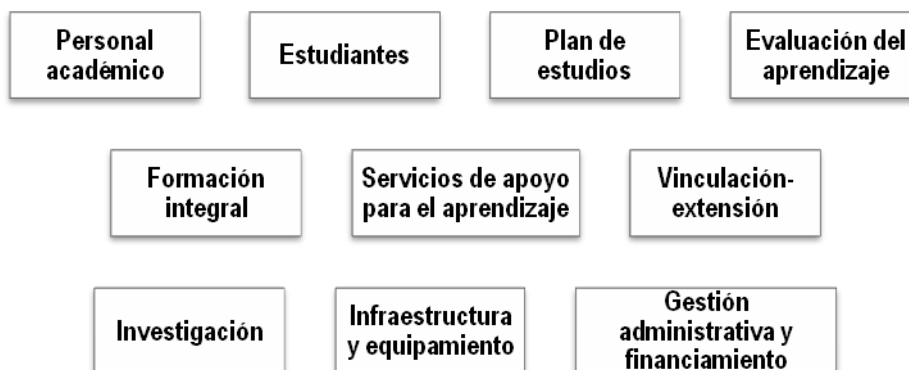 Personal
académico
Estudiantes
Plan de
estudios
Evaluación del
aprendizaje
Formación
integral
Servicios de apoyo
para el aprendizaje
Vinculación-
extensión
Investigación
Infraestructura
y equipamiento
Gestión
administrativa y
financiamiento